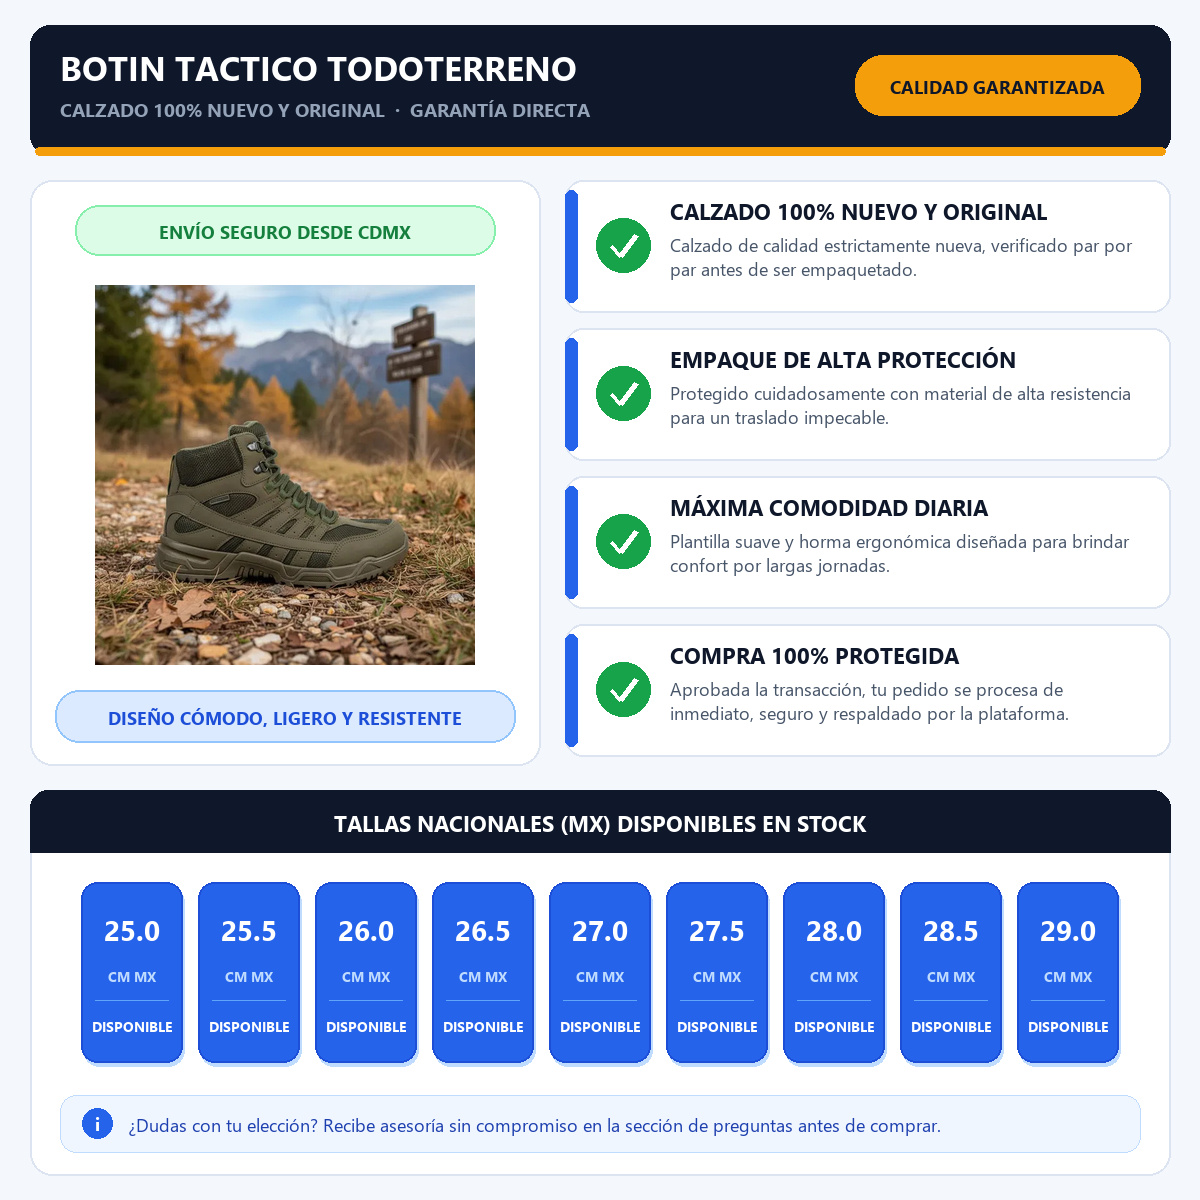 BOTIN TACTICO TODOTERRENO
CALZADO 100% NUEVO Y ORIGINAL · GARANTÍA DIRECTA
CALIDAD GARANTIZADA
ENVÍO SEGURO DESDE CDMX
DISEÑO CÓMODO, LIGERO Y RESISTENTE
CALZADO 100% NUEVO Y ORIGINAL
Calzado de calidad estrictamente nueva, verificado par por
par antes de ser empaquetado.
EMPAQUE DE ALTA PROTECCIÓN
Protegido cuidadosamente con material de alta resistencia
para un traslado impecable.
MÁXIMA COMODIDAD DIARIA
Plantilla suave y horma ergonómica diseñada para brindar
confort por largas jornadas.
COMPRA 100% PROTEGIDA
Aprobada la transacción, tu pedido se procesa de
inmediato, seguro y respaldado por la plataforma.
TALLAS NACIONALES (MX) DISPONIBLES EN STOCK
25.0
CM MX
DISPONIBLE
25.5
CM MX
DISPONIBLE
26.0
CM MX
DISPONIBLE
26.5
CM MX
DISPONIBLE
27.0
CM MX
DISPONIBLE
27.5
CM MX
DISPONIBLE
28.0
CM MX
DISPONIBLE
28.5
CM MX
DISPONIBLE
29.0
CM MX
DISPONIBLE
¿Dudas con tu elección? Recibe asesoría sin compromiso en la sección de preguntas antes de comprar.